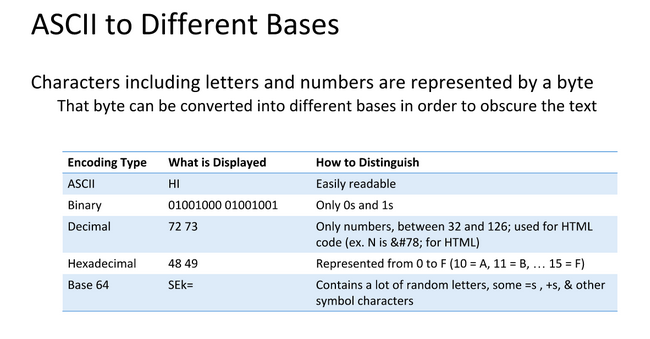 ASCII to Different Bases
Characters including letters and numbers are represented by a byte
That byte can be converted into different bases in order to obscure the text
Encoding Type What is Displayed How to Distinguish
ASCII HI Easily readable
Binary 01001000 01001001 Only 0s and 1s
Decimal 72 73 Only numbers, between 32 and 126; used for HTML
code (ex. N is &#78; for HTML)
Hexadecimal 48 49 Represented from 0 to F (10 = A, 11 = B, … 15 = F)
Base 64 SEk= Contains a lot of random letters, some =s , +s, & other
symbol characters